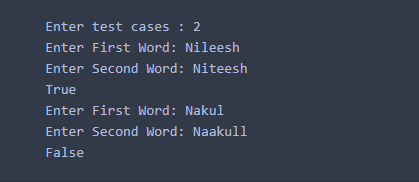 Enter test cases : 2
Enter First Word: Nileesh
Enter Second Word: Niteesh
True
Enter First Word: Nakul
Enter Second Word: Naakull
False